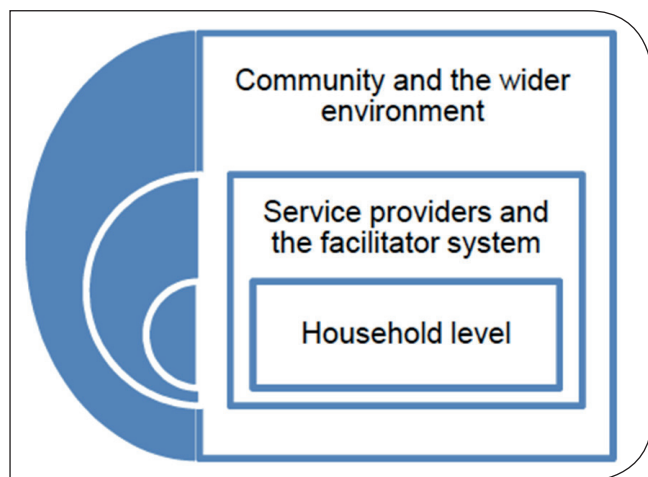 Community and the wider
environment
Service providers and
the facilitator system
Household level